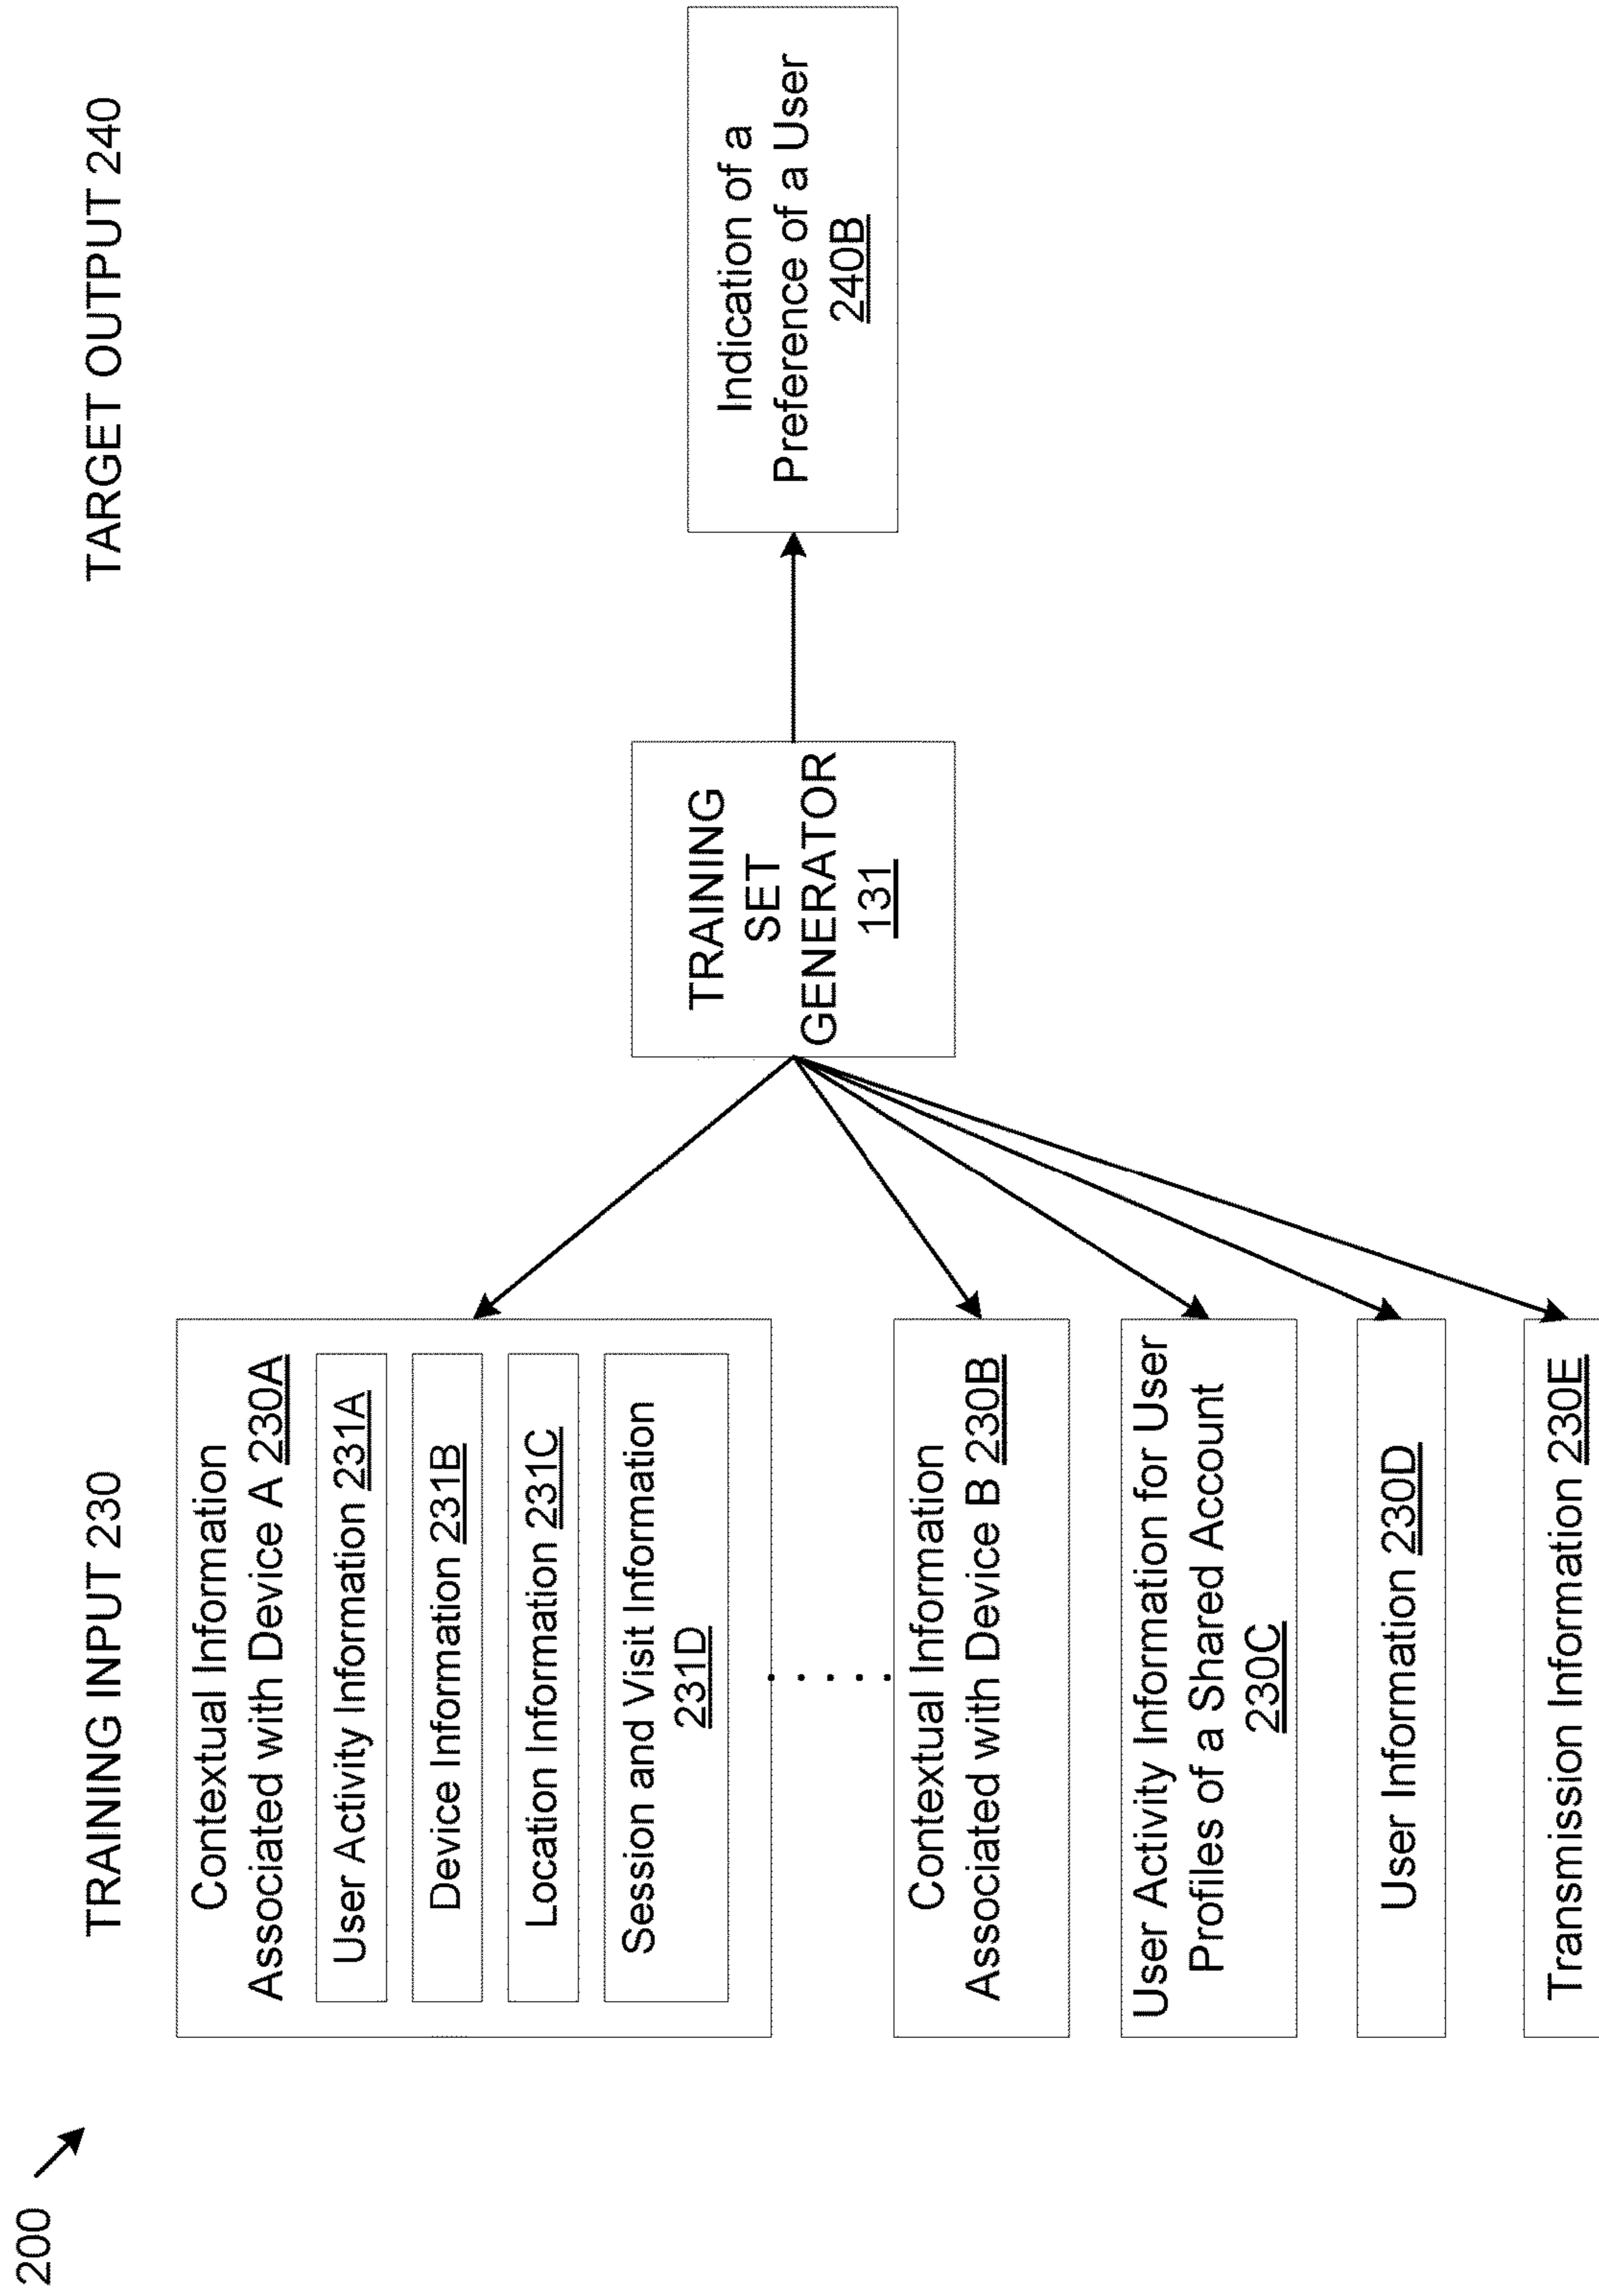 200
TRAINING INPUT 230
TARGET OUTPUT 240
Contextual Information
Associated with Device A 230A
User Activity Information 231A
Device Information 231B
Location Information 231C
Session and Visit Information
231D
Contextual Information
Associated with Device B 230B
User Activity Information for User
Profiles of a Shared Account
230C
User Information 230D
Transmission Information 230E
TRAINING
SET
GENERATOR
131
Indication of a
Preference of a User
240B